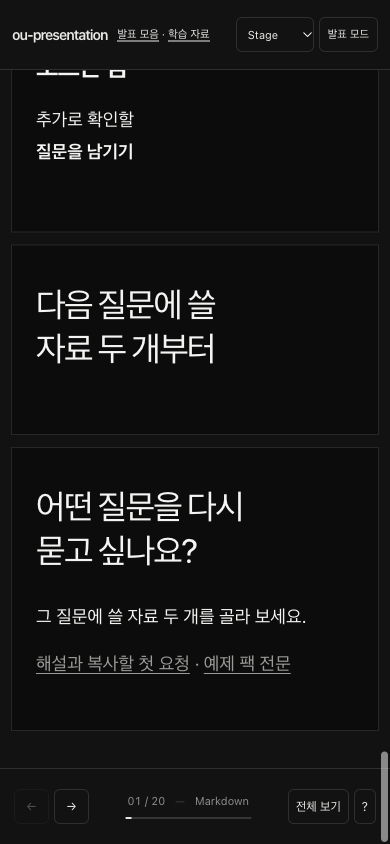 ou-presentation 발표 모음 · 학습 자료 Stage 발표 모드
추가로 확인할
질문을 남기기
다음 질문에 쓸
자료 두 개부터
어떤 질문을 다시
묻고 싶나요?
그 질문에 쓸 자료 두 개를 골라 보세요.
해설과 복사할 첫 요청 · 예제 팩 전문
← → 01 / 20 — Markdown 전체 보기 ?